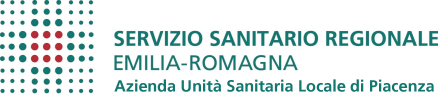 SERVIZIO SANITARIO REGIONALE
EMILIA-ROMAGNA
Azienda Unità Sanitaria Locale di Piacenza